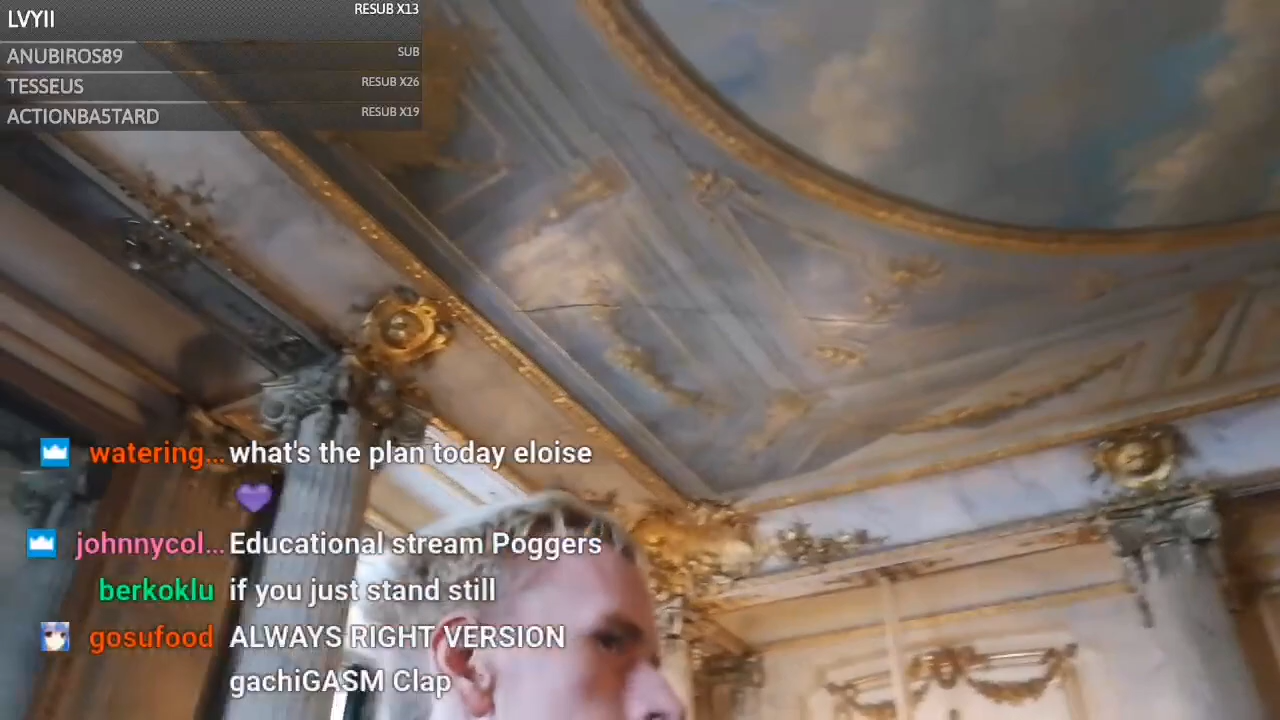 LVYII RESUB X13
ANUBIROS89 SUB
TESSEUS RESUB X26
ACTIONBA5TARD RESUB X19
watering... what's the plan today eloise
johnnycol... Educational stream Poggers
berkoklu if you just stand still
gosufood ALWAYS RIGHT VERSION
gachiGASM Clap